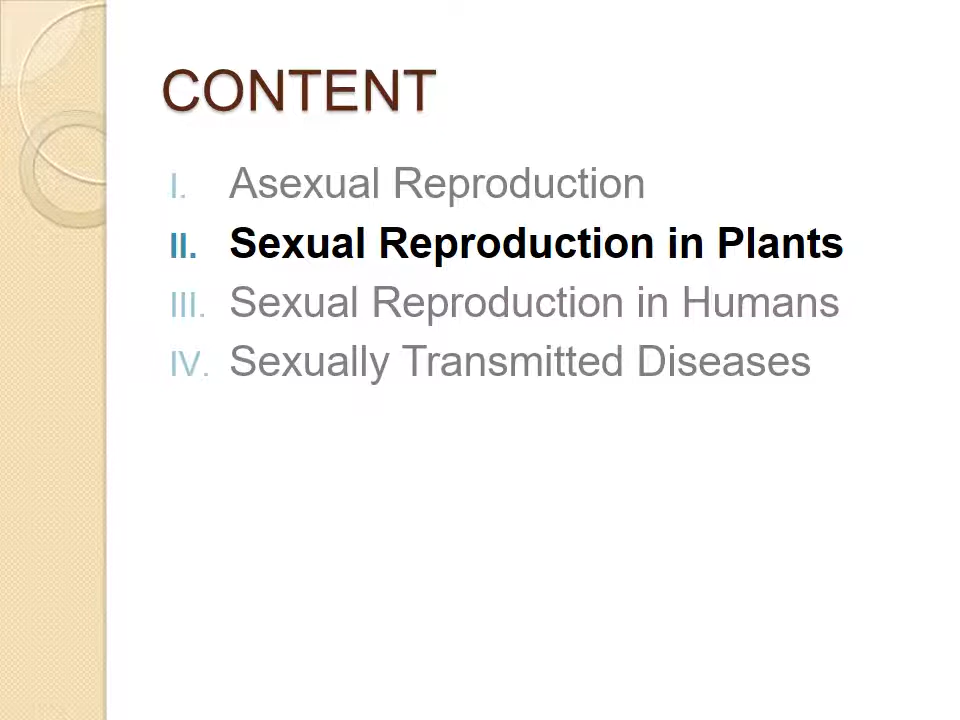 CONTENT
I. Asexual Reproduction
II. Sexual Reproduction in Plants
III. Sexual Reproduction in Humans
IV. Sexually Transmitted Diseases